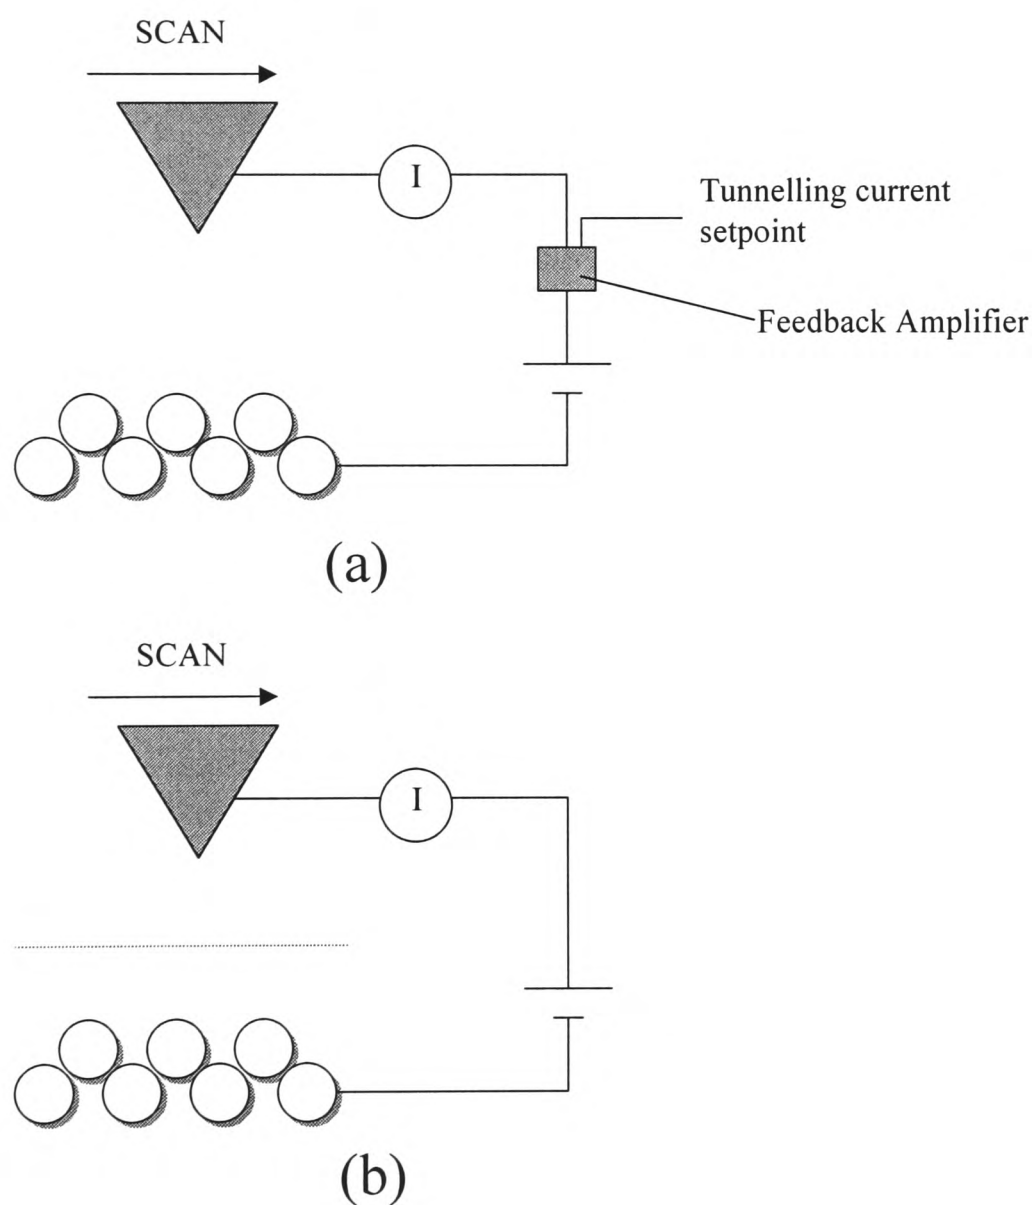 SCAN
I
Tunnelling current
setpoint
Feedback Amplifier
(a)
SCAN
I
(b)